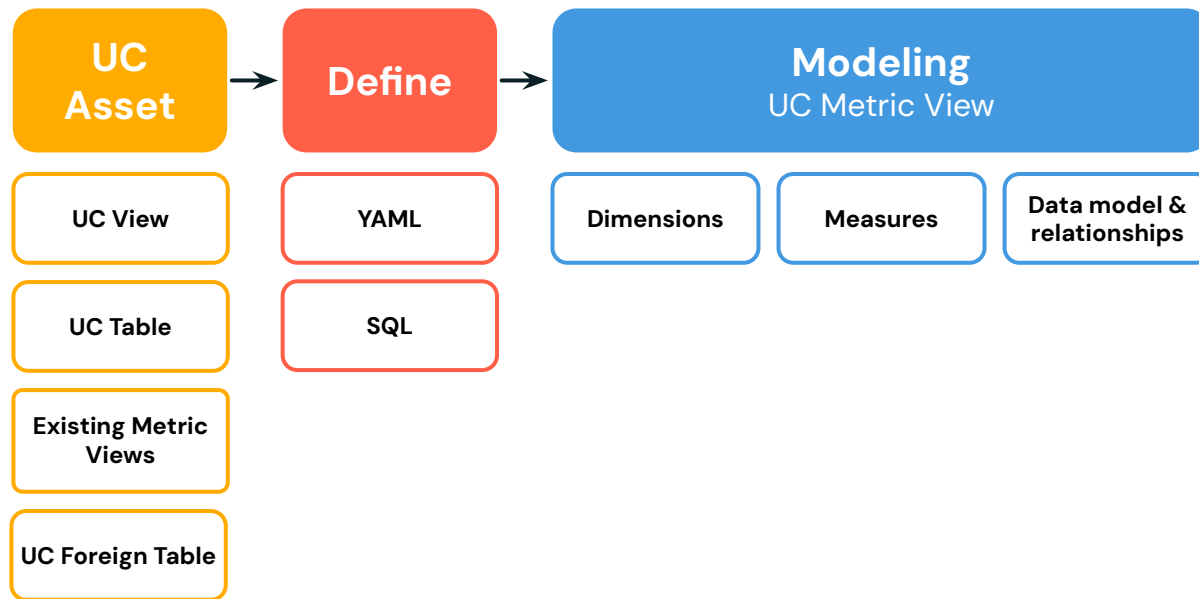 UC
Asset
Define
Modeling
UC Metric View
UC View
YAML
Dimensions
Measures
Data model &
relationships
UC Table
SQL
Existing Metric
Views
UC Foreign Table